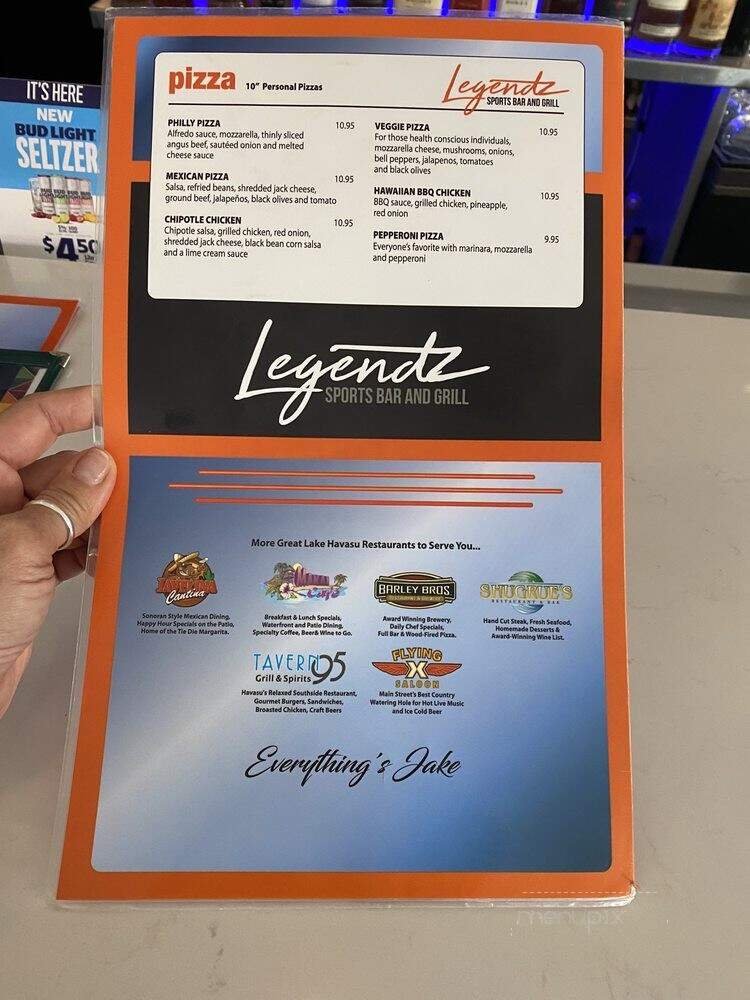 IT'S HERE
NEW
BUD LIGHT
SELTZER
$4.50
pizza 10" Personal Pizzas
Legendz
SPORTS BAR AND GRILL
PHILLY PIZZA 10.95
Alfredo sauce, mozzarella, thinly sliced
angus beef, sautéed onion and melted
cheese sauce
MEXICAN PIZZA 10.95
Salsa, refried beans, shredded jack cheese,
ground beef, jalapeños, black olives and tomato
CHIPOTLE CHICKEN 10.95
Chipotle salsa, grilled chicken, red onion,
shredded jack cheese, black bean corn salsa
and a lime cream sauce
VEGGIE PIZZA 10.95
For those health conscious individuals,
mozzarella cheese, mushrooms, onions,
bell peppers, jalapenos, tomatoes
and black olives
HAWAIIAN BBQ CHICKEN 10.95
BBQ sauce, grilled chicken, pineapple,
red onion
PEPPERONI PIZZA 9.95
Everyone's favorite with marinara, mozzarella
and pepperoni
Legendz
SPORTS BAR AND GRILL
More Great Lake Havasu Restaurants to Serve You...
JAVELINA
Cantina
Sonoran Style Mexican Dining,
Happy Hour Specials on the Patio,
Home of the Tie Die Margarita.
Makai
Café
Breakfast & Lunch Specials,
Waterfront and Patio Dining,
Specialty Coffee, Beer& Wine to Go.
BARLEY BROS
RESTAURANT & BREWERY
Award Winning Brewery,
Daily Chef Specials,
Full Bar & Wood-Fired Pizza.
SHUGRUE'S
RESTAURANT & BAR
Hand Cut Steak, Fresh Seafood,
Homemade Desserts &
Award-Winning Wine List.
TAVERN 95
Grill & Spirits
Havasu's Relaxed Southside Restaurant,
Gourmet Burgers, Sandwiches,
Broasted Chicken, Craft Beers
FLYING
X
SALOON
Main Street's Best Country
Watering Hole for Hot Live Music
and Ice Cold Beer
Everything's Jake
menupix